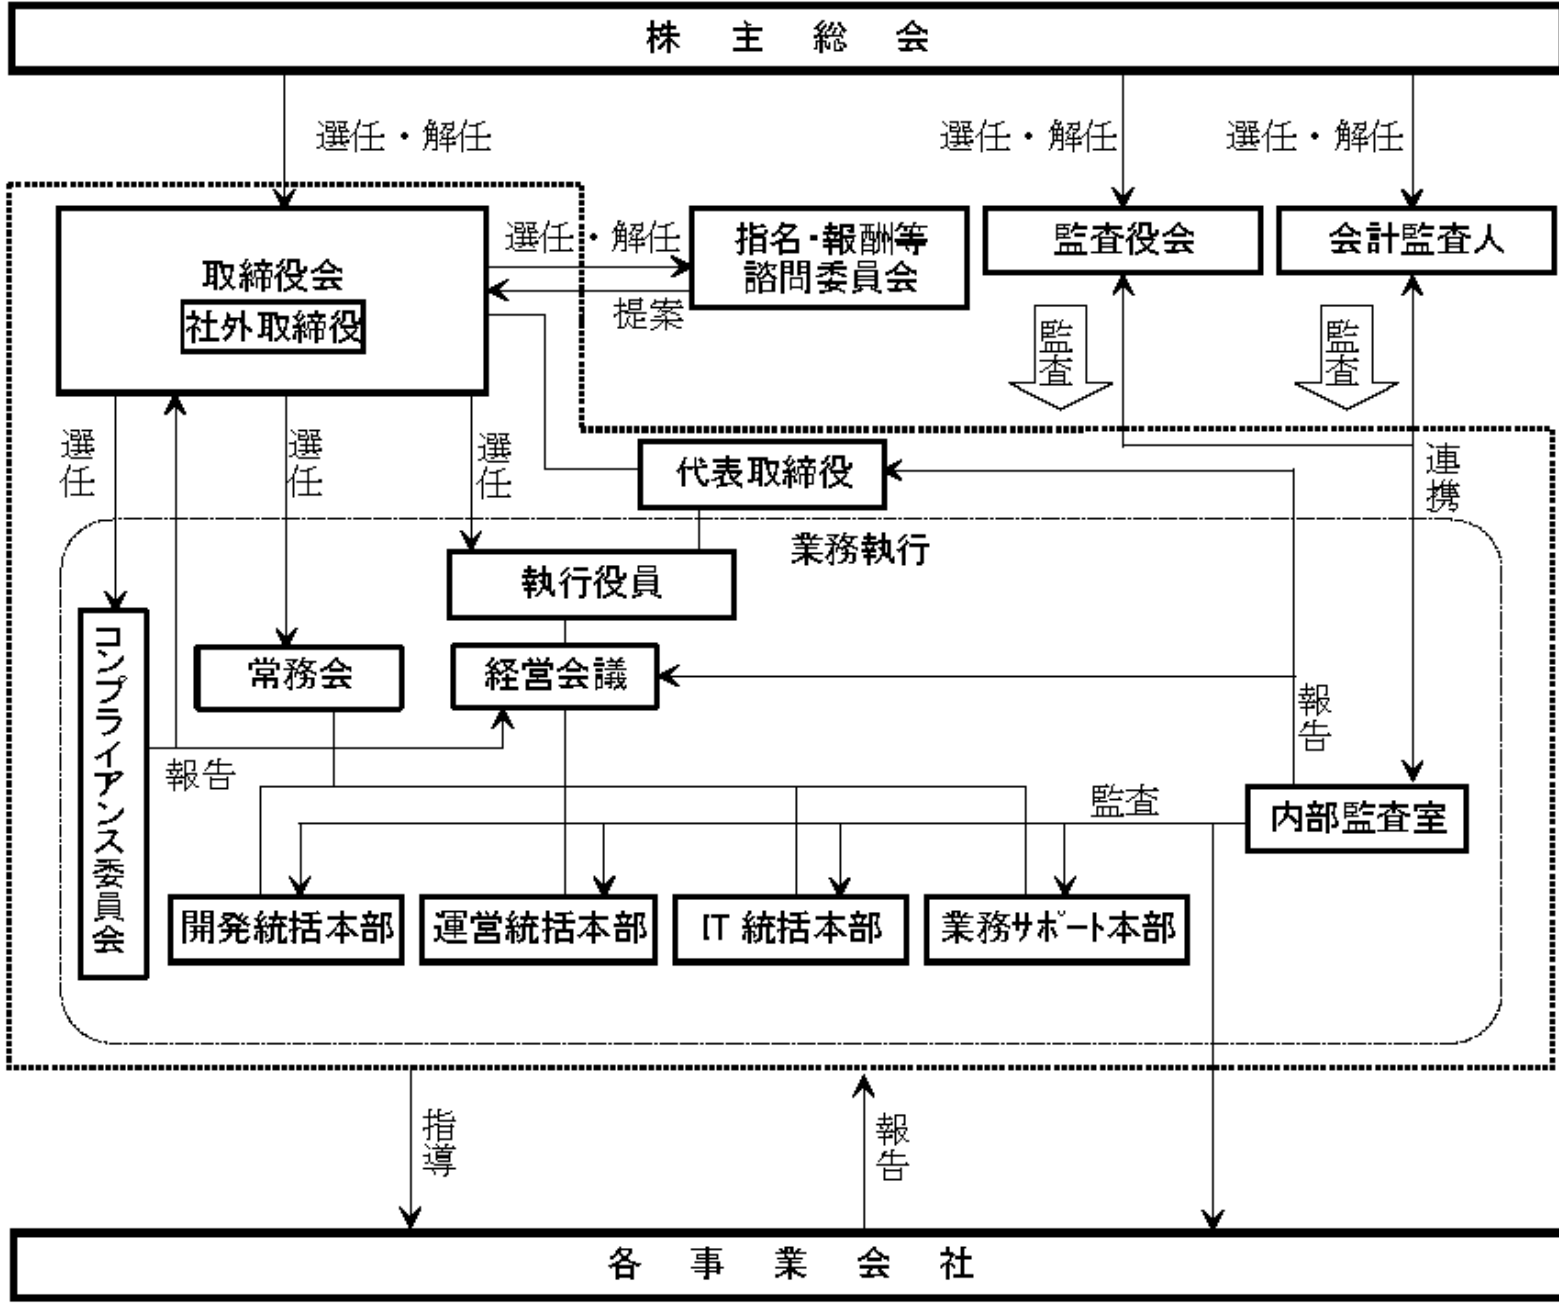 株主総会
選任・解任
選任・解任
選任・解任
取締役会
社外取締役
選任・解任
提案
指名・報酬等
諮問委員会
監査役会
会計監査人
監査
監査
選任
選任
選任
代表取締役
連携
業務執行
執行役員
コンプライアンス委員会
常務会
経営会議
報告
報告
監査
内部監査室
開発統括本部
運営統括本部
IT 統括本部
業務サポート本部
指導
報告
各事業会社